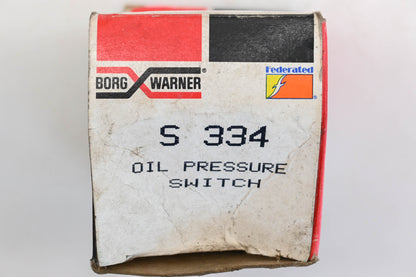 BORG WARNER®
Federated®
S 334
OIL PRESSURE
SWITCH